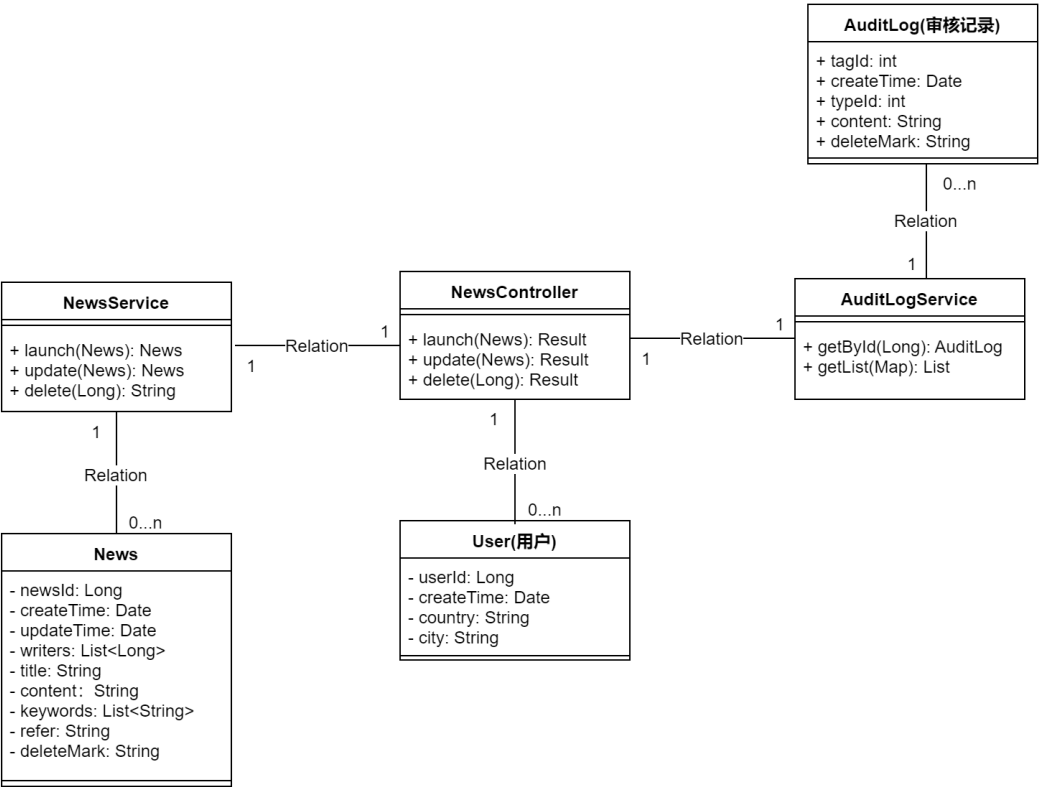 AuditLog(审核记录)
+ tagId: int
+ createTime: Date
+ typeId: int
+ content: String
+ deleteMark: String
0...n
Relation
1
NewsService
+ launch(News): News
+ update(News): News
+ delete(Long): String
1
Relation
1
NewsController
+ launch(News): Result
+ update(News): Result
+ delete(Long): Result
1
Relation
1
AuditLogService
+ getById(Long): AuditLog
+ getList(Map): List
1
Relation
0...n
News
- newsId: Long
- createTime: Date
- updateTime: Date
- writers: List<Long>
- title: String
- content：String
- keywords: List<String>
- refer: String
- deleteMark: String
1
Relation
0...n
User(用户)
- userId: Long
- createTime: Date
- country: String
- city: String